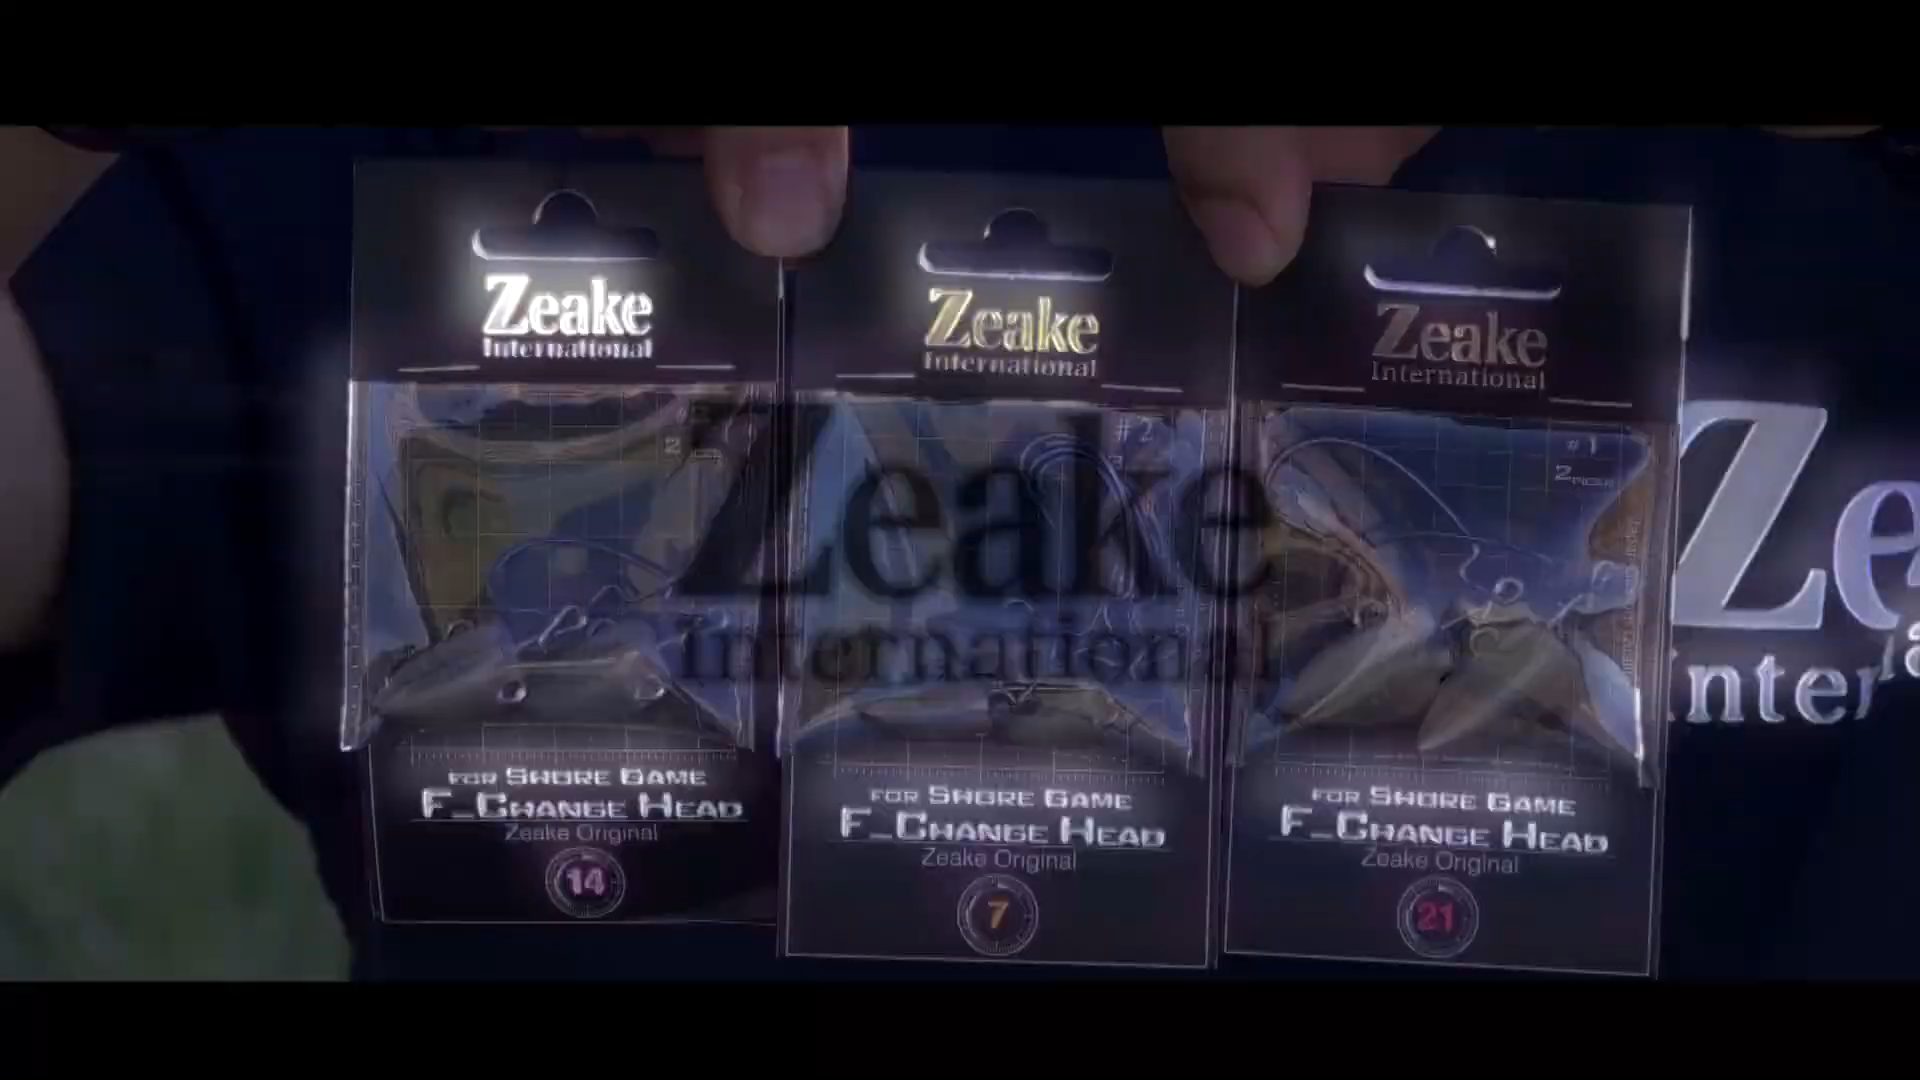 Zeake
International
FOR SHORE GAME
F_CHANGE HEAD
Zeake Original
14
Zeake
International
#2
FOR SHORE GAME
F_CHANGE HEAD
Zeake Original
7
Zeake
International
#1
2
FOR SHORE GAME
F_CHANGE HEAD
Zeake Original
21
Zeake
International
Ze
Inter